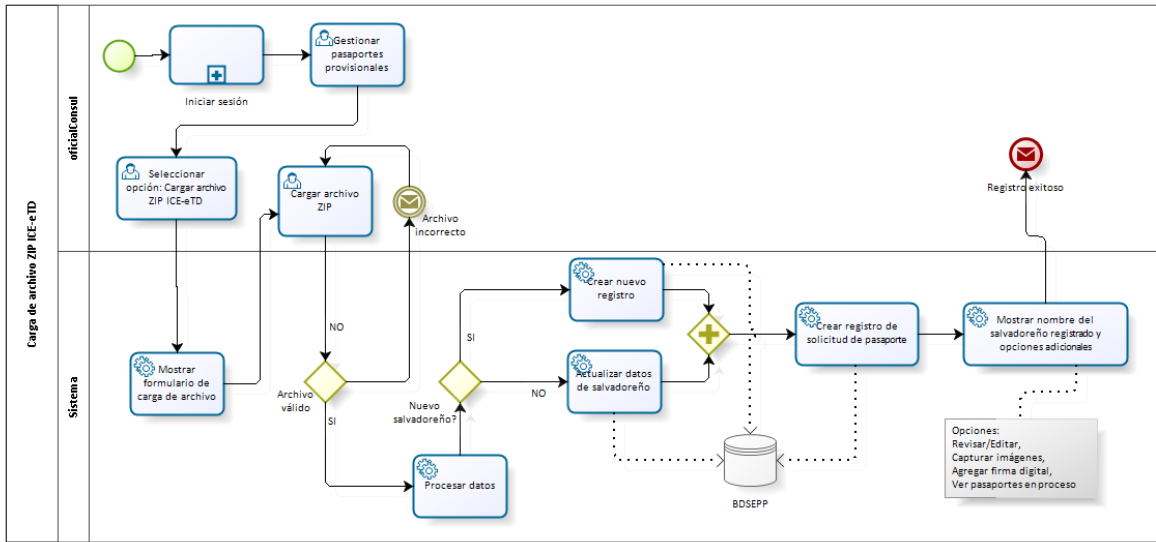 Carga de archivo ZIP ICE-eTD
oficialConsul
Iniciar sesión
Gestionar
pasaportes
provisionales
Seleccionar
opción: Cargar archivo
ZIP ICE-eTD
Cargar archivo
ZIP
Archivo
incorrecto
Registro exitoso
Sistema
Mostrar
formulario de
carga de archivo
NO
Archivo
válido
SI
Procesar datos
Nuevo
salvadoreño?
SI
NO
Crear nuevo
registro
Actualizar datos
de salvadoreño
BDSEPP
Crear registro de
solicitud de pasaporte
Mostrar nombre del
salvadoreño registrado y
opciones adicionales
Opciones:
Revisar/Editar,
Capturar imágenes,
Agregar firma digital,
Ver pasaportes en proceso